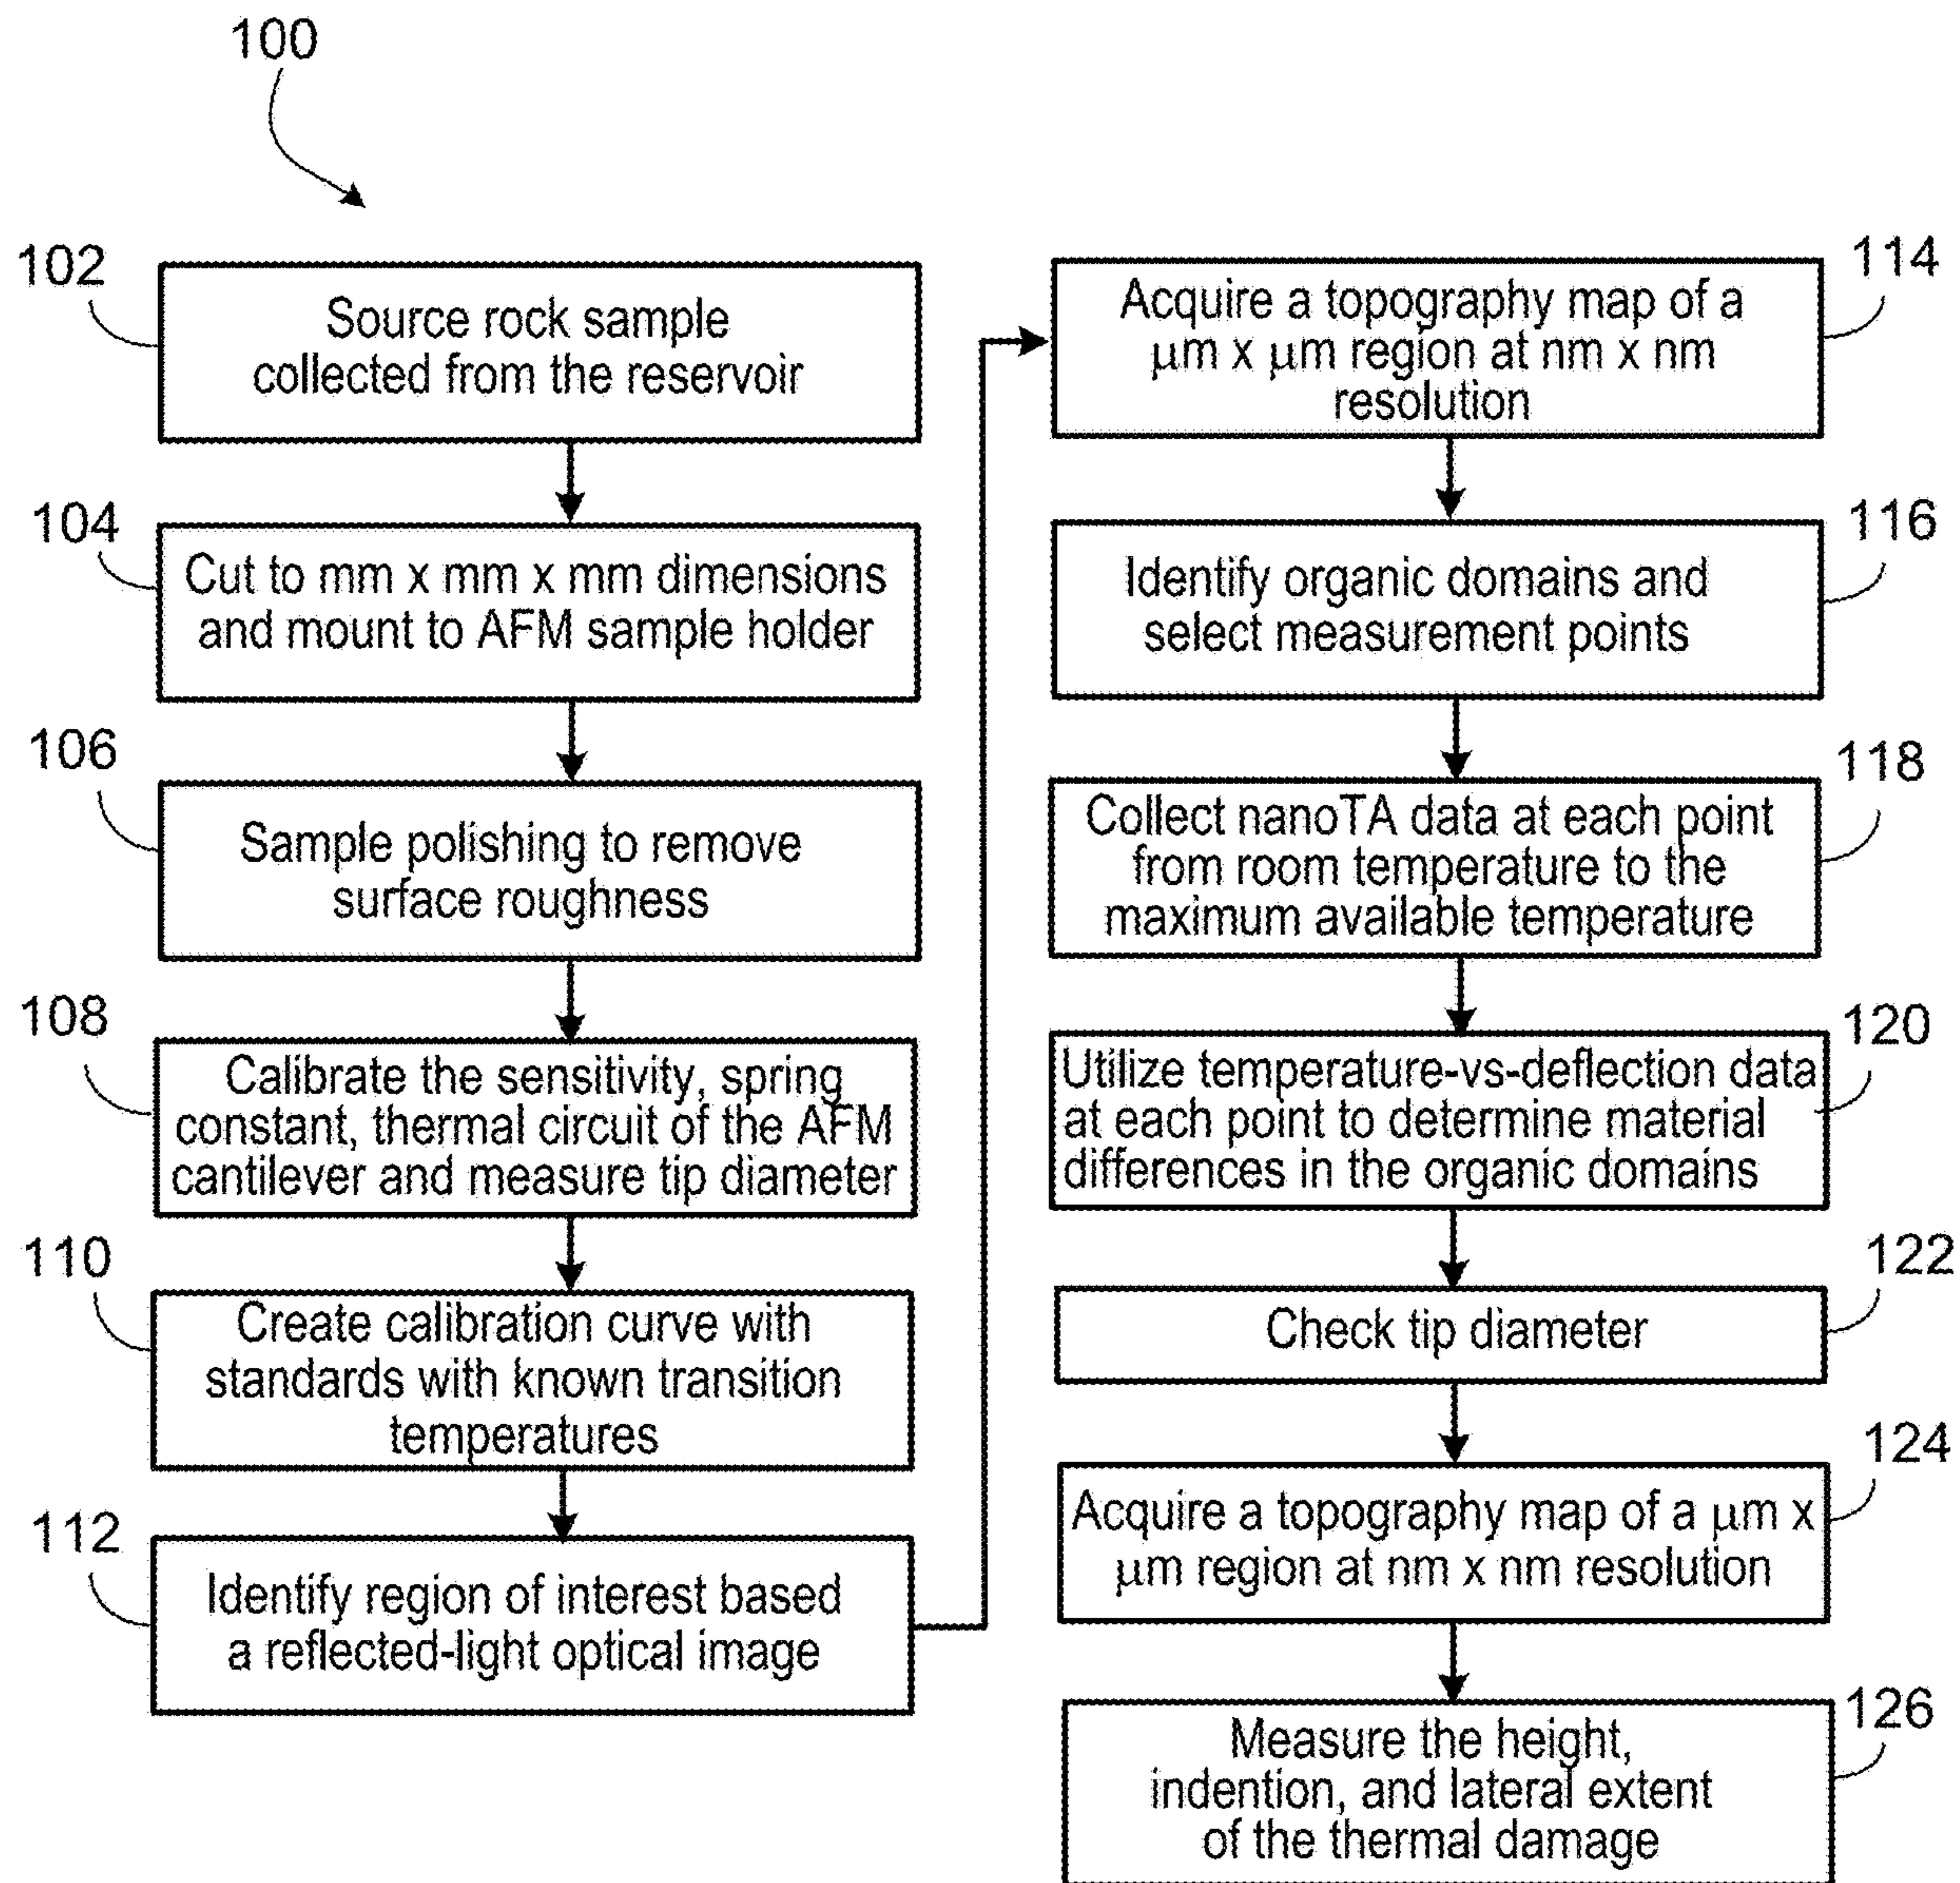 100
102
Source rock sample
collected from the reservoir
104
Cut to mm x mm x mm dimensions
and mount to AFM sample holder
106
Sample polishing to remove
surface roughness
108
Calibrate the sensitivity, spring
constant, thermal circuit of the AFM
cantilever and measure tip diameter
110
Create calibration curve with
standards with known transition
temperatures
112
Identify region of interest based
a reflected-light optical image
114
Acquire a topography map of a
μm x μm region at nm x nm
resolution
116
Identify organic domains and
select measurement points
118
Collect nanoTA data at each point
from room temperature to the
maximum available temperature
120
Utilize temperature-vs-deflection data
at each point to determine material
differences in the organic domains
122
Check tip diameter
124
Acquire a topography map of a μm x
μm region at nm x nm resolution
126
Measure the height,
indention, and lateral extent
of the thermal damage